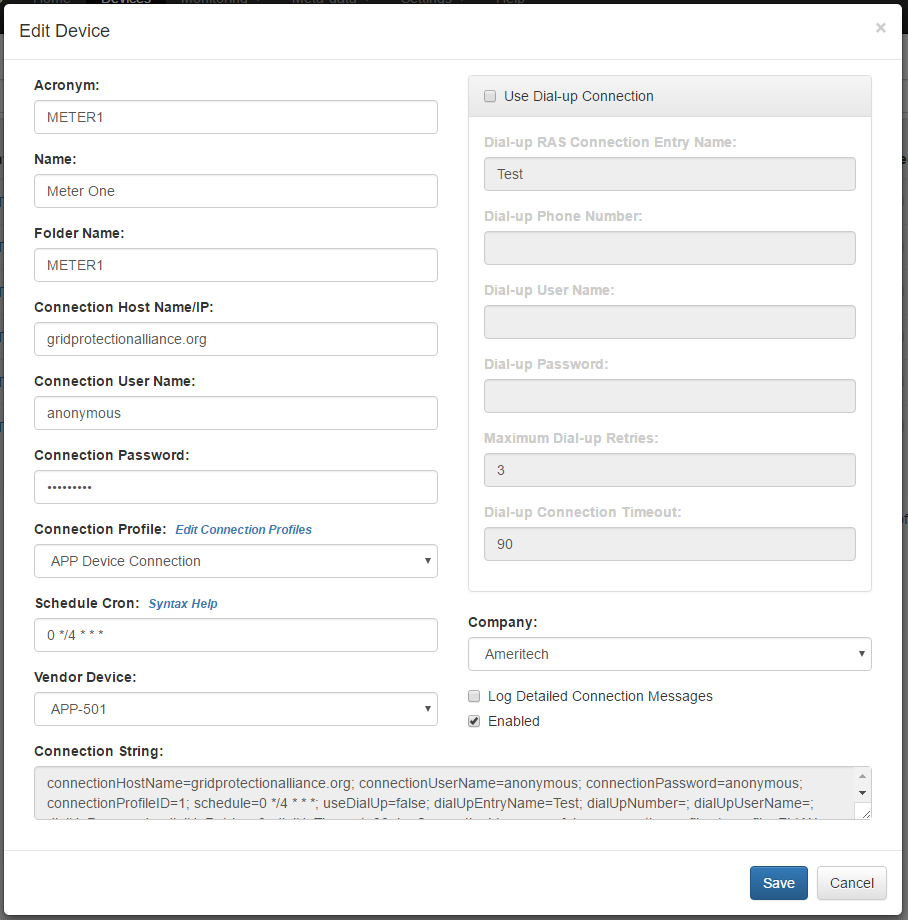 Edit Device
×
Acronym:
METER1
Name:
Meter One
Folder Name:
METER1
Connection Host Name/IP:
gridprotectionalliance.org
Connection User Name:
anonymous
Connection Password:
•••••••••
Connection Profile: Edit Connection Profiles
APP Device Connection
Schedule Cron: Syntax Help
0 */4 * * *
Vendor Device:
APP-501
Use Dial-up Connection
Dial-up RAS Connection Entry Name:
Test
Dial-up Phone Number:
Dial-up User Name:
Dial-up Password:
Maximum Dial-up Retries:
3
Dial-up Connection Timeout:
90
Company:
Ameritech
Log Detailed Connection Messages
Enabled
Connection String:
connectionHostName=gridprotectionalliance.org; connectionUserName=anonymous; connectionPassword=anonymous;
connectionProfileID=1; schedule=0 */4 * * *; useDialUp=false; dialUpEntryName=Test; dialUpNumber=; dialUpUserName=;
Save
Cancel